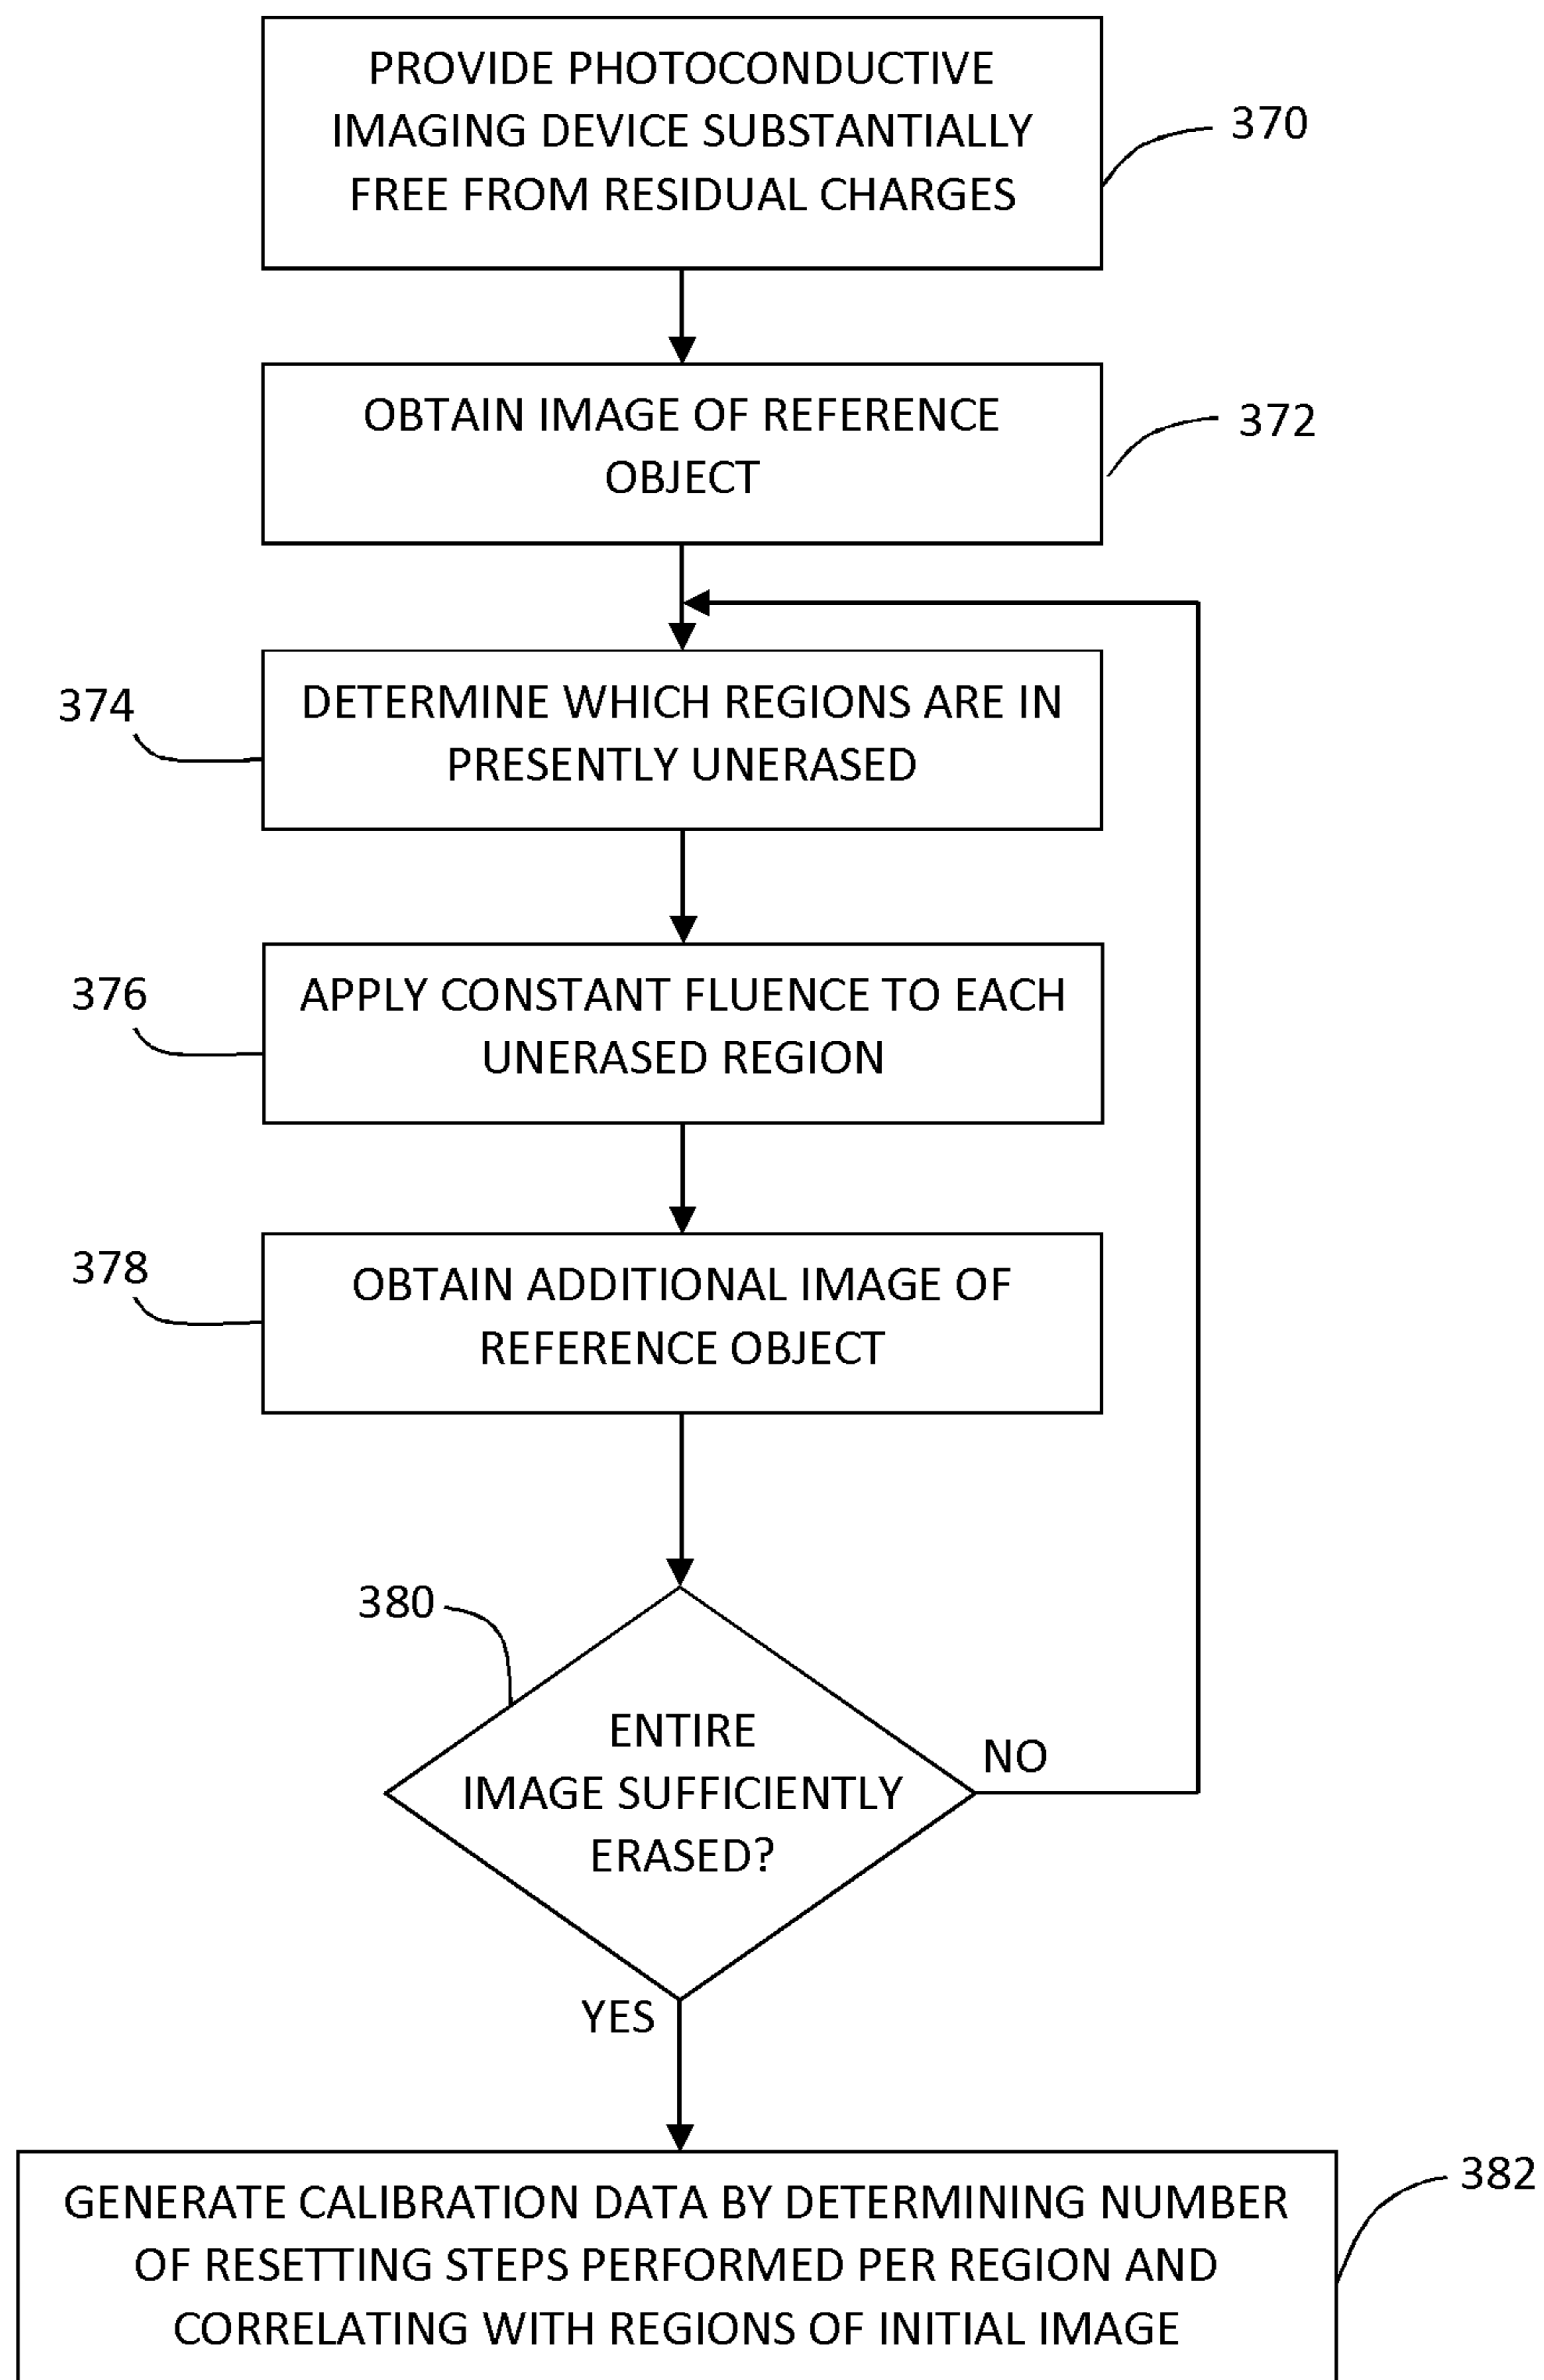 PROVIDE PHOTOCONDUCTIVE
IMAGING DEVICE SUBSTANTIALLY
FREE FROM RESIDUAL CHARGES
370
OBTAIN IMAGE OF REFERENCE
OBJECT
372
374
DETERMINE WHICH REGIONS ARE IN
PRESENTLY UNERASED
376
APPLY CONSTANT FLUENCE TO EACH
UNERASED REGION
378
OBTAIN ADDITIONAL IMAGE OF
REFERENCE OBJECT
380
ENTIRE
IMAGE SUFFICIENTLY
ERASED?
NO
YES
GENERATE CALIBRATION DATA BY DETERMINING NUMBER
OF RESETTING STEPS PERFORMED PER REGION AND
CORRELATING WITH REGIONS OF INITIAL IMAGE
382